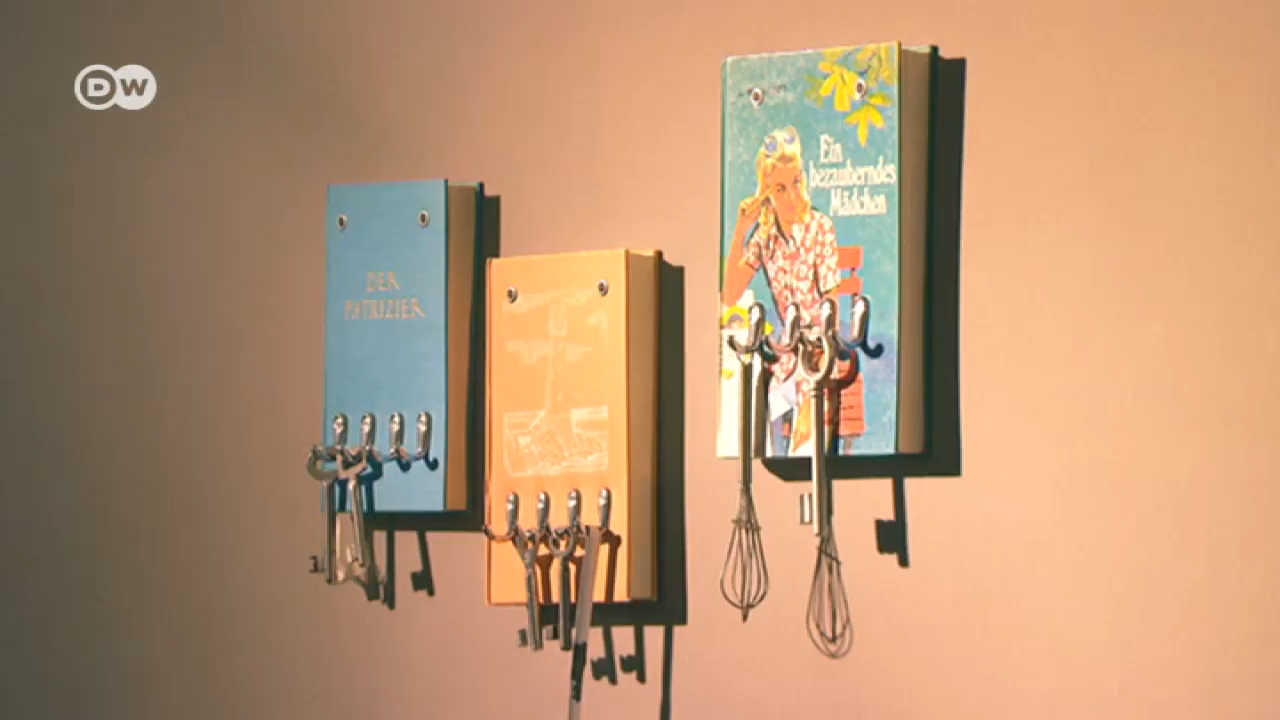 DW
DER
PATRIZIER
Ein
bezauberndes
Mädchen